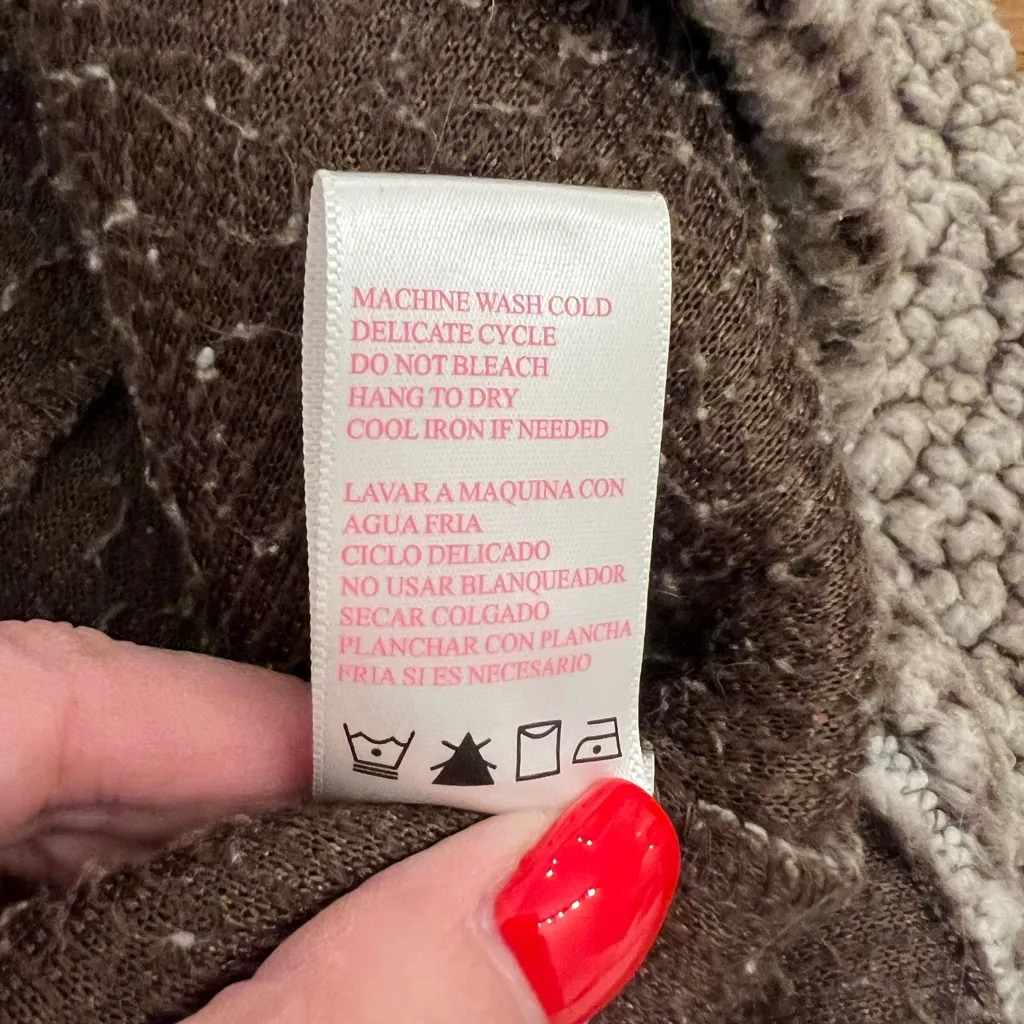 MACHINE WASH COLD
DELICATE CYCLE
DO NOT BLEACH
HANG TO DRY
COOL IRON IF NEEDED
LAVAR A MAQUINA CON
AGUA FRIA
CICLO DELICADO
NO USAR BLANQUEADOR
SECAR COLGADO
PLANCHAR CON PLANCHA
FRIA SI ES NECESARIO